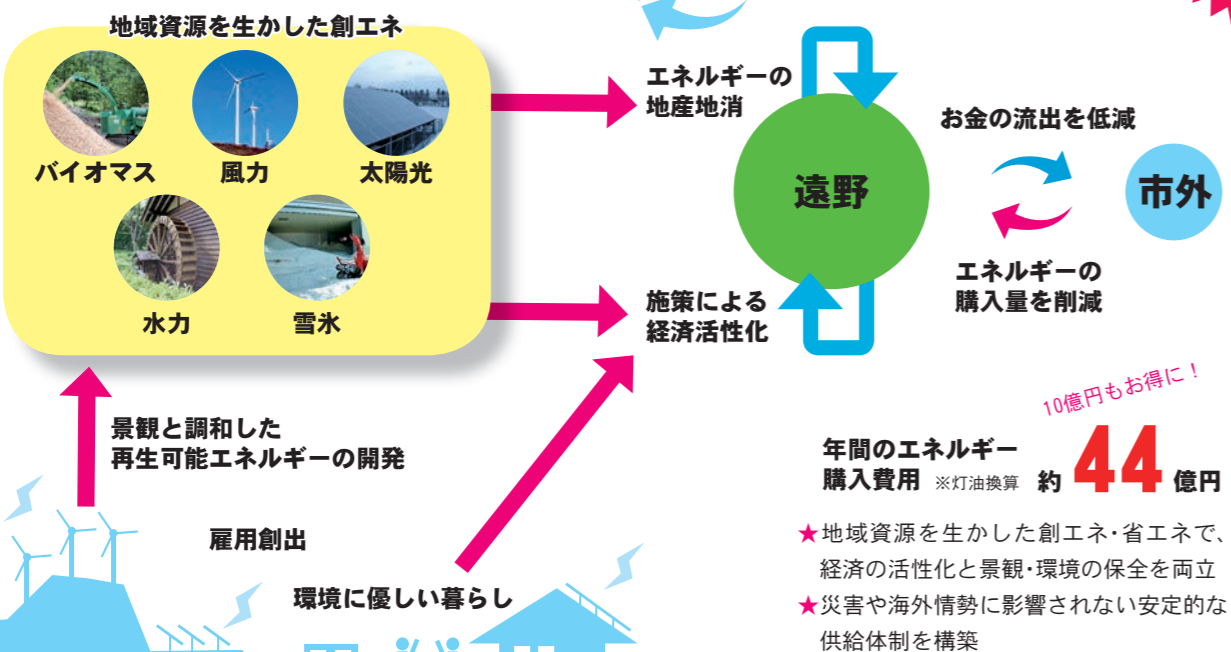 地域資源を生かした創エネ
バイオマス
風力
太陽光
水力
雪氷
エネルギーの
地産地消
施策による
経済活性化
遠野
お金の流出を低減
市外
エネルギーの
購入量を削減
景観と調和した
再生可能エネルギーの開発
雇用創出
環境に優しい暮らし
10億円もお得に！
年間のエネルギー
購入費用 ※灯油換算 約44億円
★地域資源を生かした創エネ・省エネで、
経済の活性化と景観・環境の保全を両立
★災害や海外情勢に影響されない安定的な
供給体制を構築